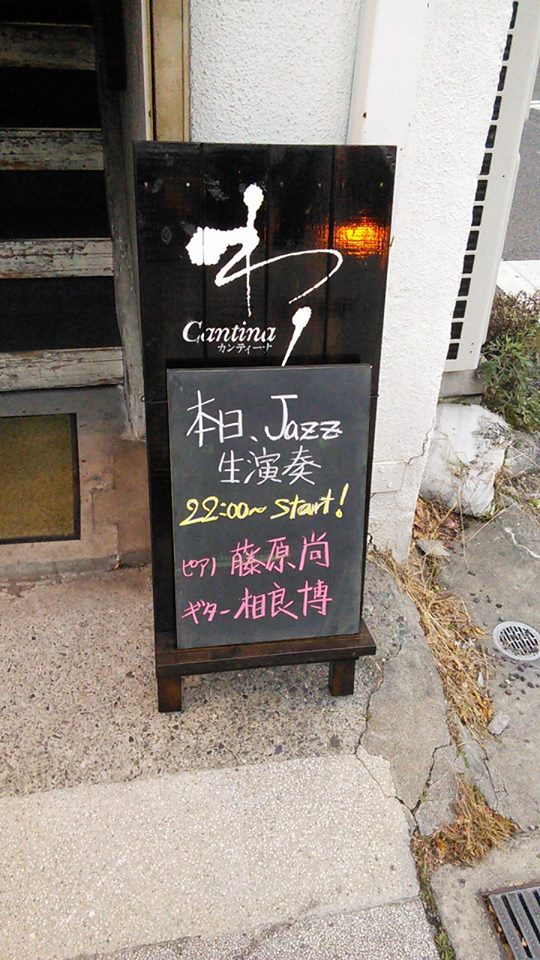 わ
Cantina
カンティーナ
本日、Jazz
生演奏
22:00〜 Start!
ピアノ 藤原尚
ギター 相良博